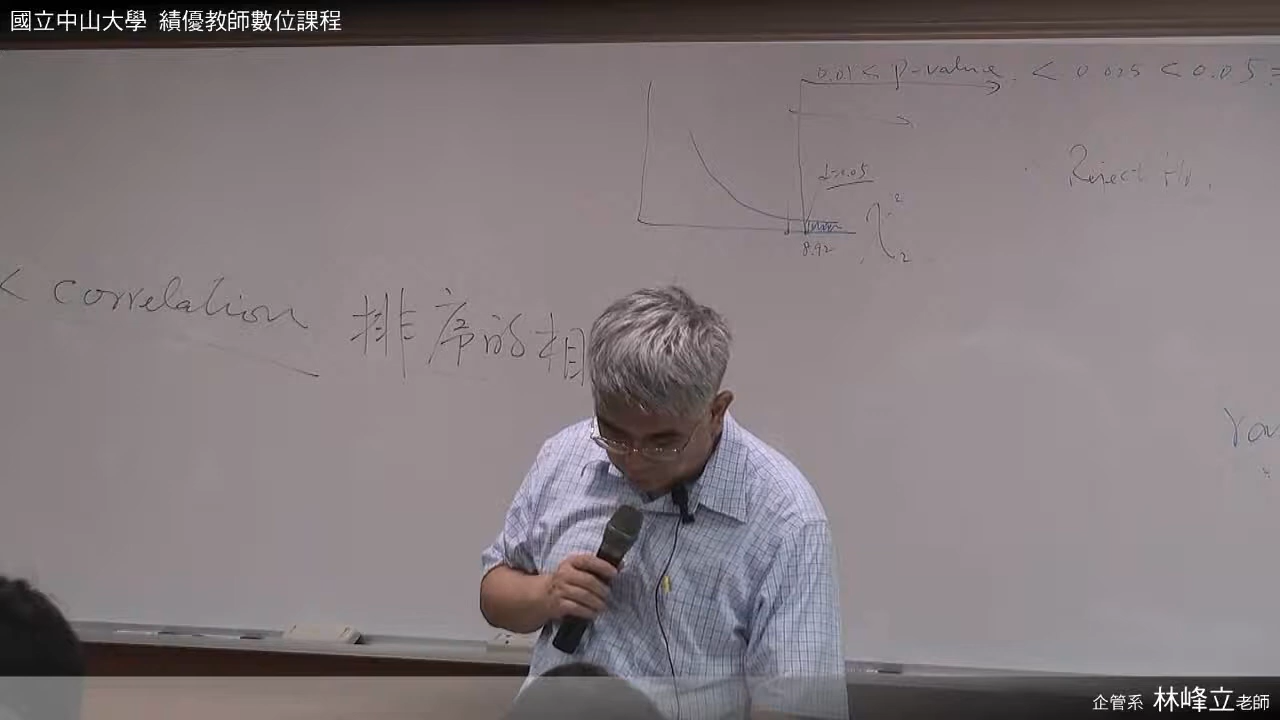 國立中山大學 績優教師數位課程
0.01 < p-value < 0.025 < 0.05 =
α=0.05
Reject H₀.
8.92
2
2
< correlation 排序的相
企管系 林峰立老師